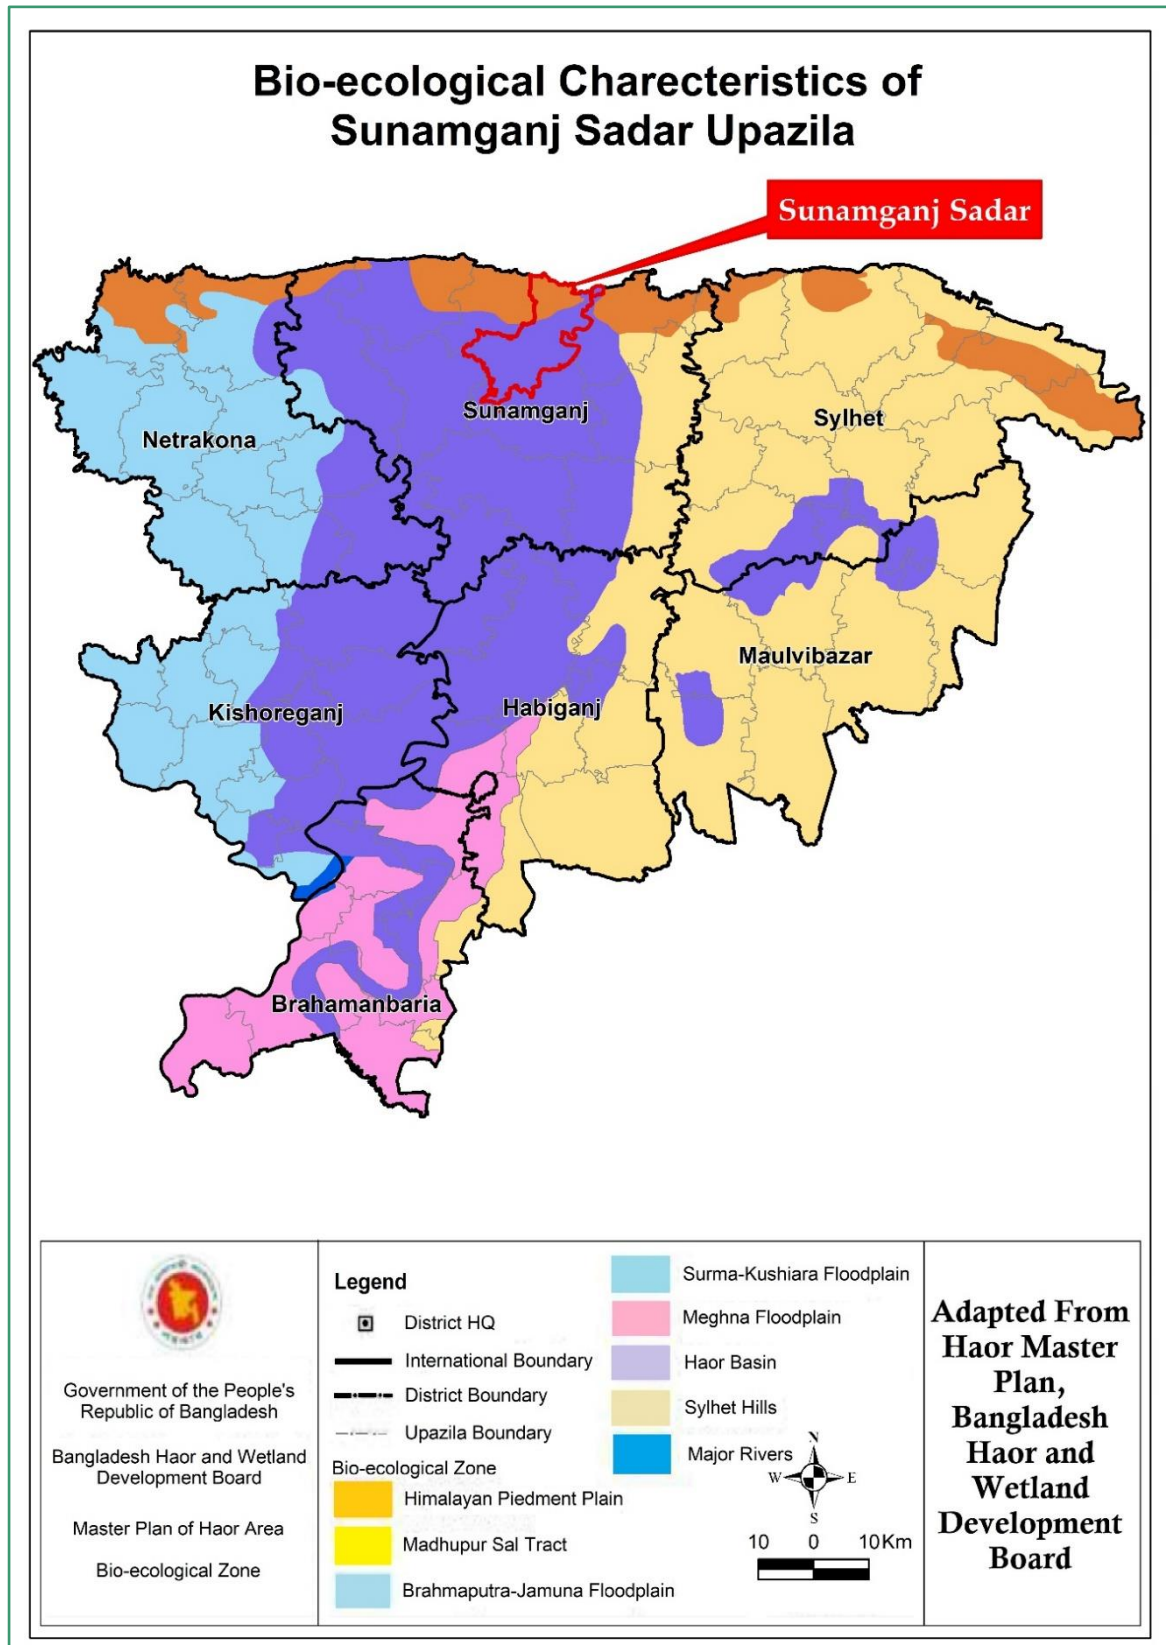 Bio-ecological Charecteristics of
Sunamganj Sadar Upazila
Sunamganj Sadar
Netrakona
Sunamganj
Sylhet
Kishoreganj
Habiganj
Maulvibazar
Brahamanbaria
Government of the People's
Republic of Bangladesh
Bangladesh Haor and Wetland
Development Board
Master Plan of Haor Area
Bio-ecological Zone
Legend
District HQ
International Boundary
District Boundary
Upazila Boundary
Bio-ecological Zone
Himalayan Piedment Plain
Madhupur Sal Tract
Brahmaputra-Jamuna Floodplain
Surma-Kushiara Floodplain
Meghna Floodplain
Haor Basin
Sylhet Hills
Major Rivers
N
W E
S
10 0 10Km
Adapted From
Haor Master
Plan,
Bangladesh
Haor and
Wetland
Development
Board